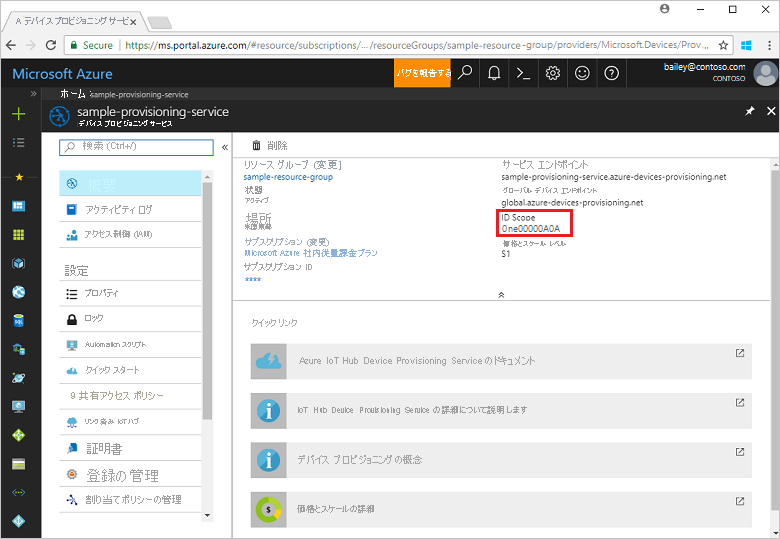 A デバイス プロビジョニング サービ
Secure https://ms.portal.azure.com/#resource/subscriptions/.../resourceGroups/sample-resource-group/providers/Microsoft.Devices/Prov...
Microsoft Azure
バグを報告する
bailey@contoso.com
CONTOSO
ホーム sample-provisioning-service
sample-provisioning-service
デバイス プロビジョニング サービス
検索 (Ctrl+/)
概要
アクティビティ ログ
アクセス制御 (IAM)
設定
プロパティ
ロック
Automation スクリプト
クイック スタート
9 共有アクセス ポリシー
リンク済み IoT ハブ
証明書
登録の管理
割り当てポリシーの管理
削除
リソース グループ (変更]
sample-resource-group
状態
アクティブ
場所
米国東部
サブスクリプション (変更)
Microsoft Azure 社内従量課金プラン
サブスクリプション ID
****
サービス エンドポイント
sample-provisioning-service.azure-devices-provisioning.net
グローバル デバイス エンドポイント
global.azure-devices-provisioning.net
ID Scope
0ne00000A0A
価格とスケール レベル
S1
クイック リンク
Azure IoT Hub Device Provisioning Service のドキュメント
IoT Hub Device Provisioning Service の詳細について説明します
デバイス プロビジョニングの概念
価格とスケールの詳細